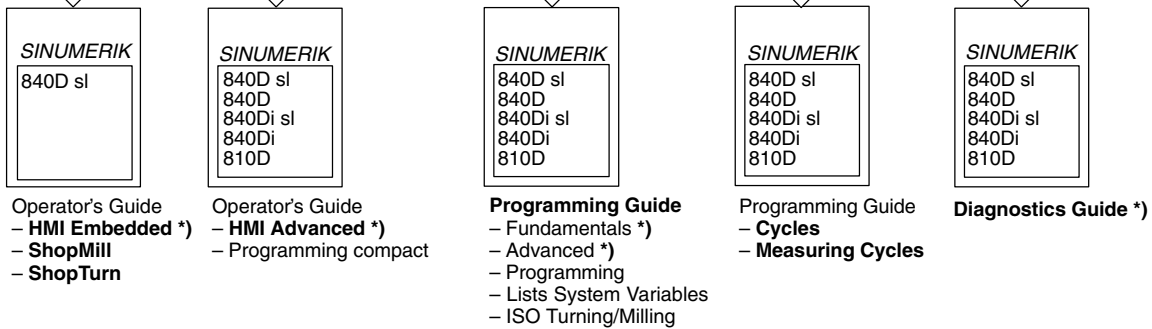 SINUMERIK
840D sl
Operator's Guide
– HMI Embedded *)
– ShopMill
– ShopTurn
SINUMERIK
840D sl
840D
840Di sl
840Di
810D
Operator's Guide
– HMI Advanced *)
– Programming compact
SINUMERIK
840D sl
840D
840Di sl
840Di
810D
Programming Guide
– Fundamentals *)
– Advanced *)
– Programming
– Lists System Variables
– ISO Turning/Milling
SINUMERIK
840D sl
840D
840Di sl
840Di
810D
Programming Guide
– Cycles
– Measuring Cycles
SINUMERIK
840D sl
840D
840Di sl
840Di
810D
Diagnostics Guide *)